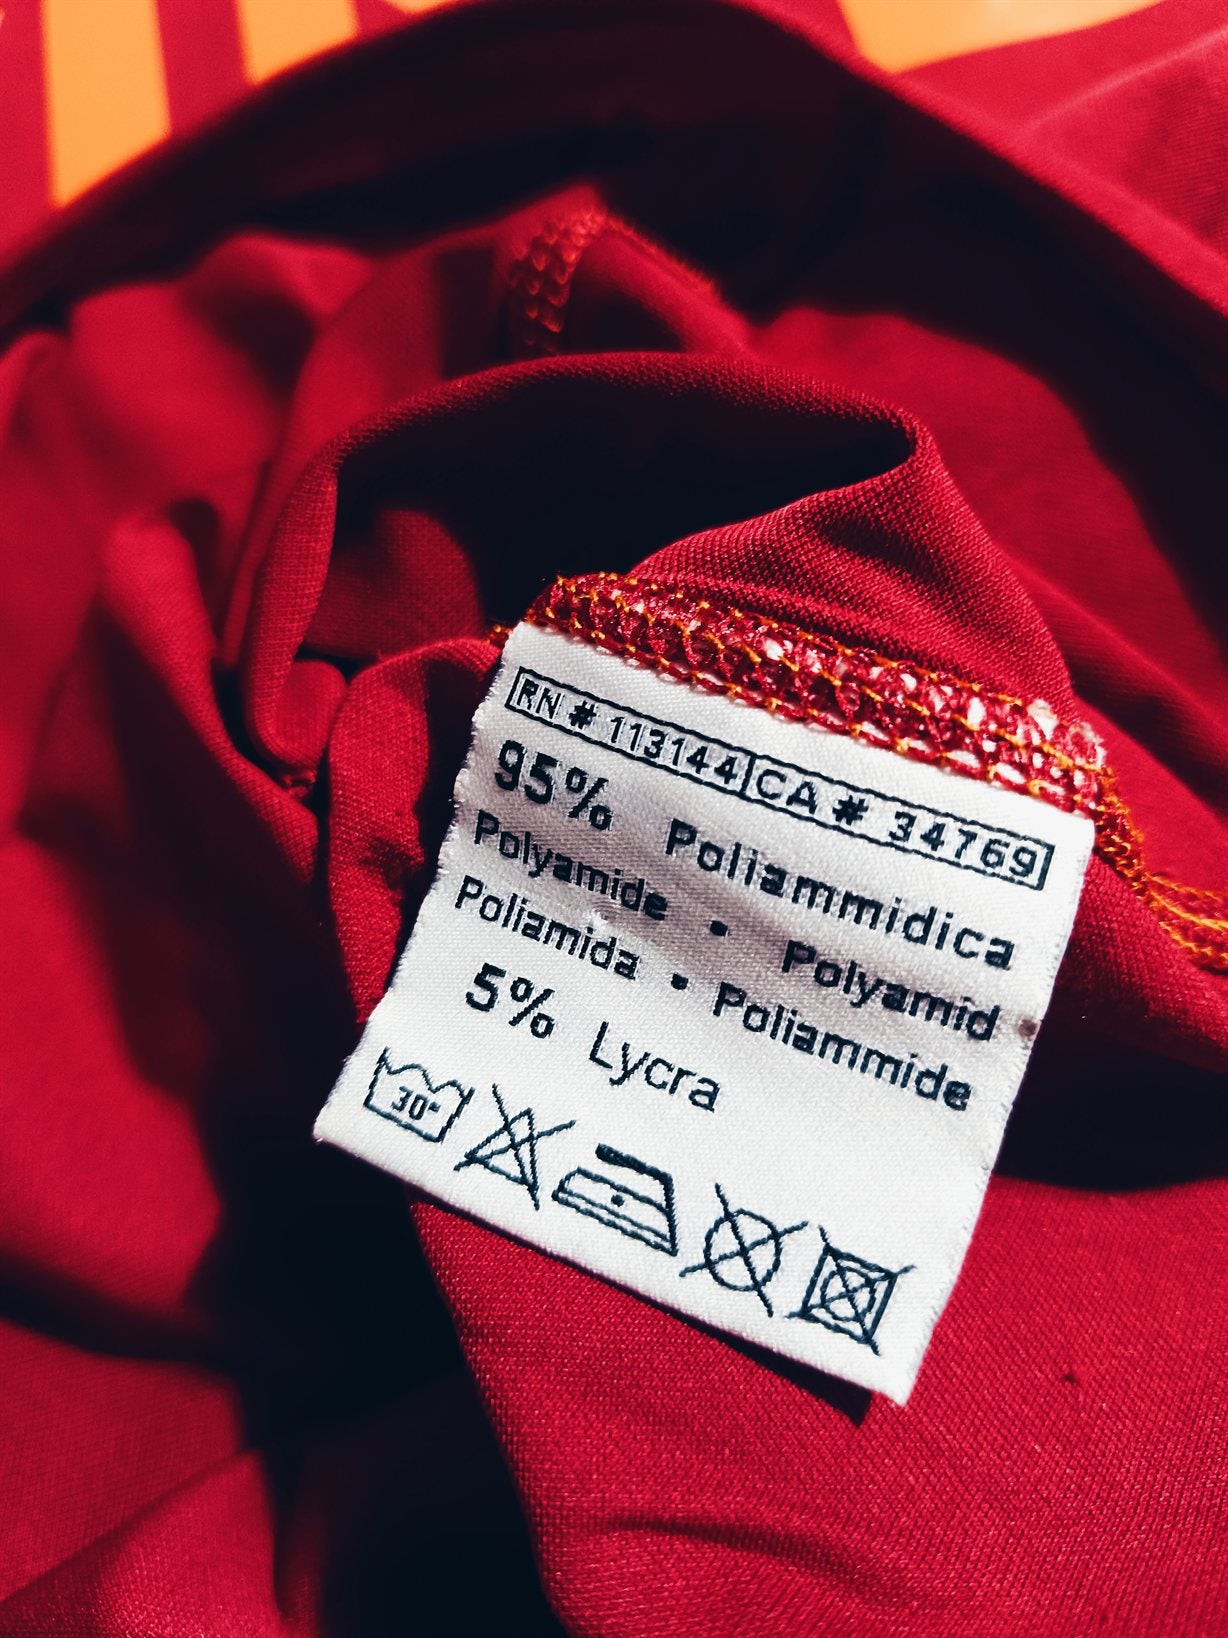 RN # 113144 CA # 34769
95% Poliammidica
Polyamide • Polyamid
Poliamida • Poliammide
5% Lycra
30°